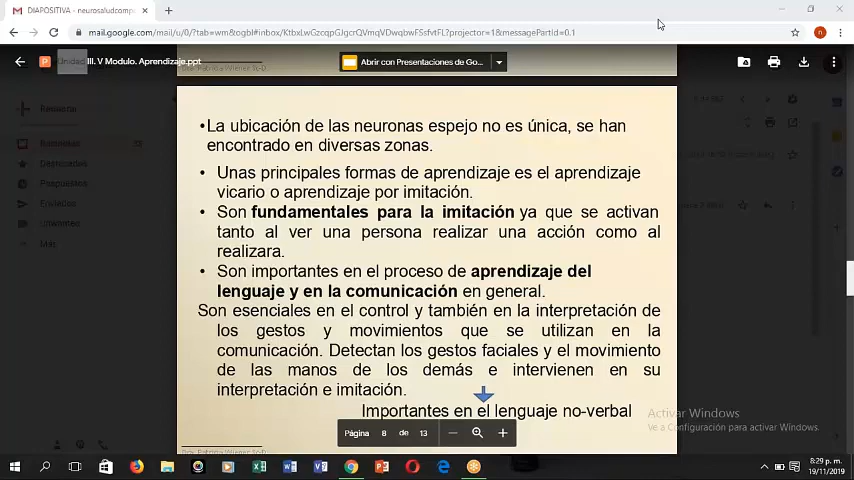 DIAPOSITIVA - neurosaludcomp
mail.google.com/mail/u/0/?tab=wm&ogbl#inbox/KtbxLwGzcqpGJgcrQVmqVDwqbwFSsfvtFL?projector=1&messagePartId=0.1
Unidad III. V Modulo. Aprendizaje.ppt
Abrir con Presentaciones de Go...
•La ubicación de las neuronas espejo no es única, se han
encontrado en diversas zonas.
• Unas principales formas de aprendizaje es el aprendizaje
vicario o aprendizaje por imitación.
• Son fundamentales para la imitación ya que se activan
tanto al ver una persona realizar una acción como al
realizara.
• Son importantes en el proceso de aprendizaje del
lenguaje y en la comunicación en general.
Son esenciales en el control y también en la interpretación de
los gestos y movimientos que se utilizan en la
comunicación. Detectan los gestos faciales y el movimiento
de las manos de los demás e intervienen en su
interpretación e imitación.
Importantes en el lenguaje no-verbal
Activar Windows
Ve a Configuración para activar Windows.
Página 8 de 13
8:29 p. m.
19/11/2019